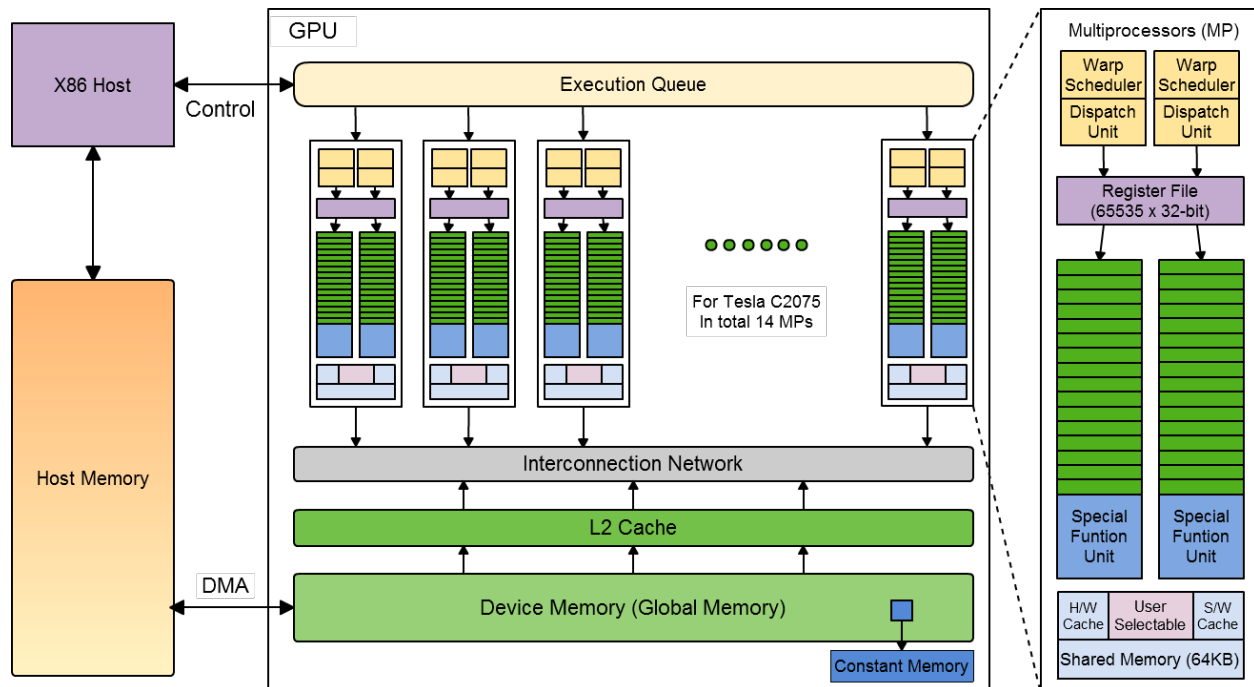 GPU
Multiprocessors (MP)
X86 Host
Control
Execution Queue
Warp
Scheduler
Dispatch
Unit
Warp
Scheduler
Dispatch
Unit
Register File
(65535 x 32-bit)
For Tesla C2075
In total 14 MPs
Host Memory
Interconnection Network
L2 Cache
DMA
Device Memory (Global Memory)
Constant Memory
Special
Funtion
Unit
Special
Funtion
Unit
H/W
Cache
User
Selectable
S/W
Cache
Shared Memory (64KB)